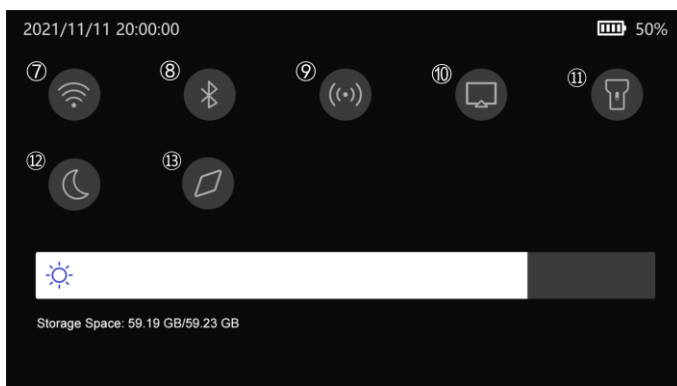 2021/11/11 20:00:00 50%
⑦ ⑧ ⑨ ⑩ ⑪
⑫ ⑬
Storage Space: 59.19 GB/59.23 GB